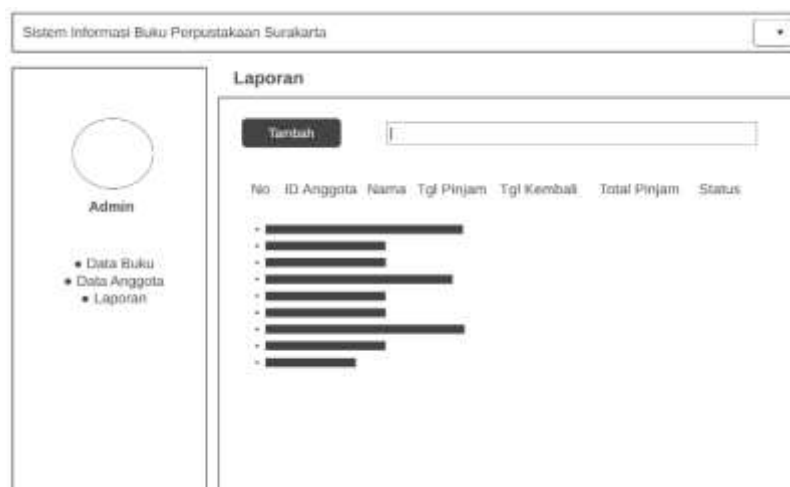 Sistem Informasi Buku Perpustakaan Surakarta
Laporan
Tambah
No ID Anggota Nama Tgl Pinjam Tgl Kembali Total Pinjam Status
Admin
• Data Buku
• Data Anggota
• Laporan